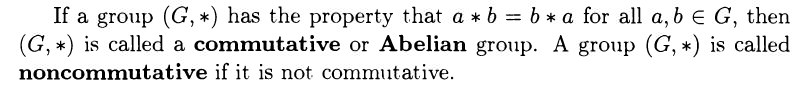 If a group (G, ∗) has the property that a ∗ b = b ∗ a for all a, b ∈ G, then
(G, ∗) is called a commutative or Abelian group. A group (G, ∗) is called
noncommutative if it is not commutative.